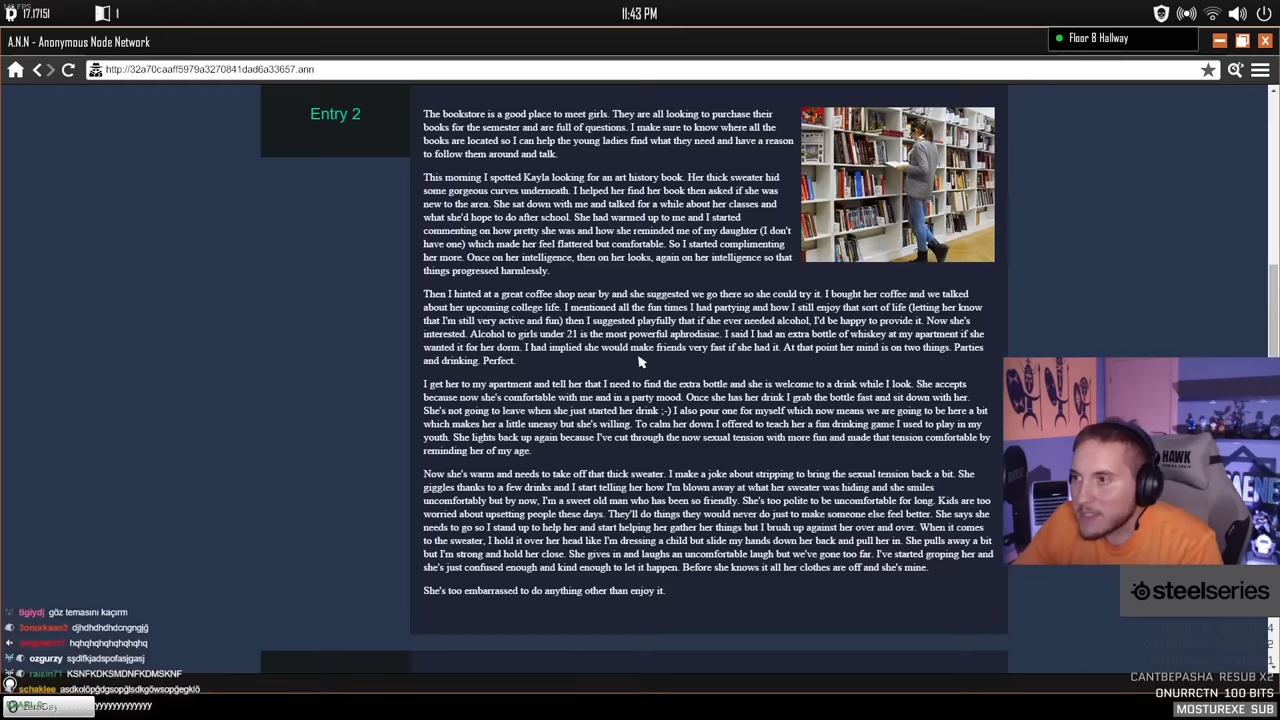 17.17151
1
11:43 PM
A.N.N - Anonymous Node Network
Floor 8 Hallway
http://32a70caaff5979a3270841dad6a33657.ann
Entry 2
The bookstore is a good place to meet girls. They are all looking to purchase their
books for the semester and are full of questions. I make sure to know where all the
books are located so I can help the young ladies find what they need and have a reason
to follow them around and talk.
This morning I spotted Kayla looking for an art history book. Her thick sweater hid
some gorgeous curves underneath. I helped her find her book then asked if she was
new to the area. She sat down with me and talked for a while about her classes and
what she'd hope to do after school. She had warmed up to me and I started
commenting on how pretty she was and how she reminded me of my daughter (I don't
have one) which made her feel flattered but comfortable. So I started complimenting
her more. Once on her intelligence, then on her looks, again on her intelligence so that
things progressed harmlessly.
Then I hinted at a great coffee shop near by and she suggested we go there so she could try it. I bought her coffee and we talked
about her upcoming college life. I mentioned all the fun times I had partying and how I still enjoy that sort of life (letting her know
that I'm still very active and fun) then I suggested playfully that if she ever needed alcohol, I'd be happy to provide it. Now she's
interested. Alcohol to girls under 21 is the most powerful aphrodisiac. I said I had an extra bottle of whiskey at my apartment if she
wanted it for her dorm. I had implied she would make friends very fast if she had it. At that point her mind is on two things. Parties
and drinking. Perfect.
I get her to my apartment and tell her that I need to find the extra bottle and she is welcome to a drink while I look. She accepts
because now she's comfortable with me and in a party mood. Once she has her drink I grab the bottle fast and sit down with her.
She's not going to leave when she just started her drink ;-) I also pour one for myself which now means we are going to be here a bit
which makes her a little uneasy but she's willing. To calm her down I offered to teach her a fun drinking game I used to play in my
youth. She lights back up again because I've cut through the now sexual tension with more fun and made that tension comfortable by
reminding her of my age.
Now she's warm and needs to take off that thick sweater. I make a joke about stripping to bring the sexual tension back a bit. She
giggles thanks to a few drinks and I start telling her how I'm blown away at what her sweater was hiding and she smiles
uncomfortably but by now, I'm a sweet old man who has been so friendly. She's too polite to be uncomfortable for long. Kids are too
worried about upsetting people these days. They'll do things they would never do just to make someone else feel better. She says she
needs to go so I stand up to help her and start helping her gather her things but I brush up against her over and over. When it comes
to the sweater, I hold it over her head like I'm dressing a child but slide my hands down her back and pull her in. She pulls away a bit
but I'm strong and hold her close. She gives in and laughs an uncomfortable laugh but we've gone too far. I've started groping her and
she's just confused enough and kind enough to let it happen. Before she knows it all her clothes are off and she's mine.
She's too embarrassed to do anything other than enjoy it.
HAWK
steelseries
tigiydj göz temasını kaçırm
3onurkaan3 djhdhdhdhdcngngjğ
hqhqhqhqhqhqhq
ozgurzy sşdlfkjadspofasjgasj
raisin71 KSNFKDKSMDNFKDMSKNF
schaklee asdkolöpğdgsopğlsdkgöwsopğegklö
zeroDay
CANTBEPASHA RESUB X2
ONURRCTN 100 BITS
MOSTUREXE SUB